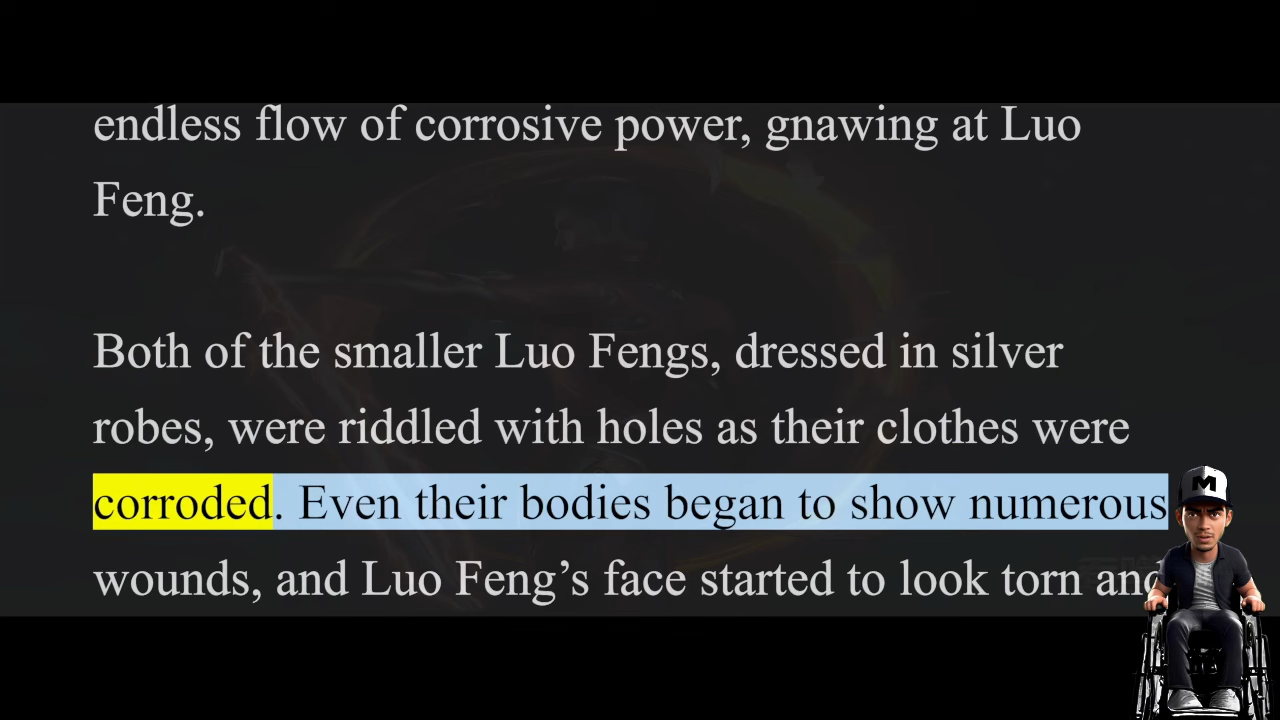 endless flow of corrosive power, gnawing at Luo
Feng.
Both of the smaller Luo Fengs, dressed in silver
robes, were riddled with holes as their clothes were
corroded. Even their bodies began to show numerous
wounds, and Luo Feng’s face started to look torn and
M